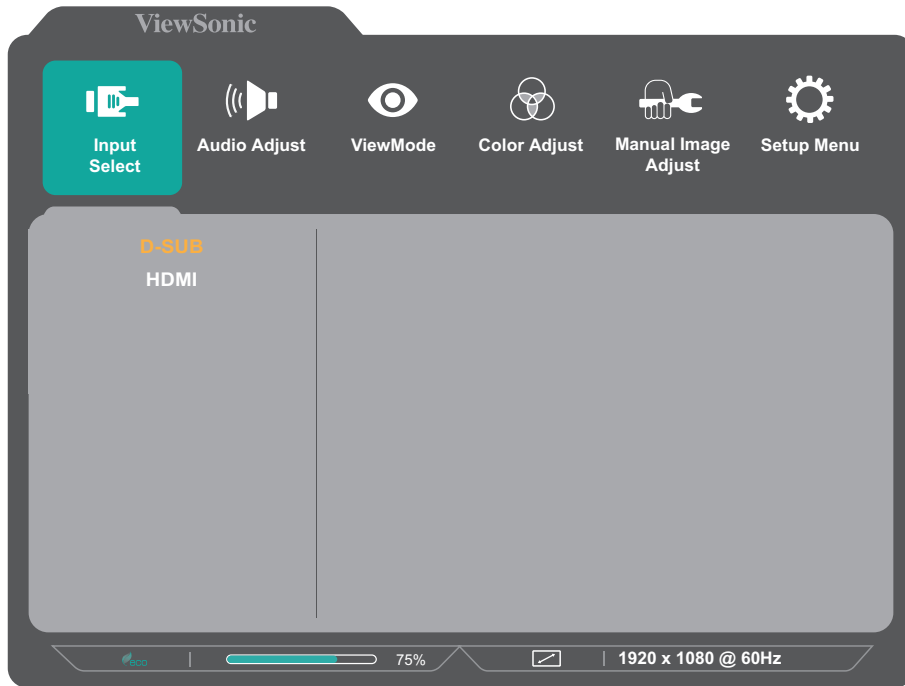 ViewSonic
Input
Select
Audio Adjust
ViewMode
Color Adjust
Manual Image
Adjust
Setup Menu
D-SUB
HDMI
eco
75%
1920 x 1080 @ 60Hz